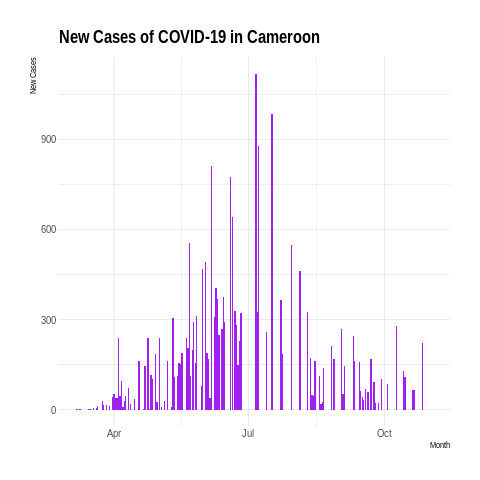 New Cases of COVID-19 in Cameroon
New Cases
900
600
300
0
Apr
Jul
Oct
Month